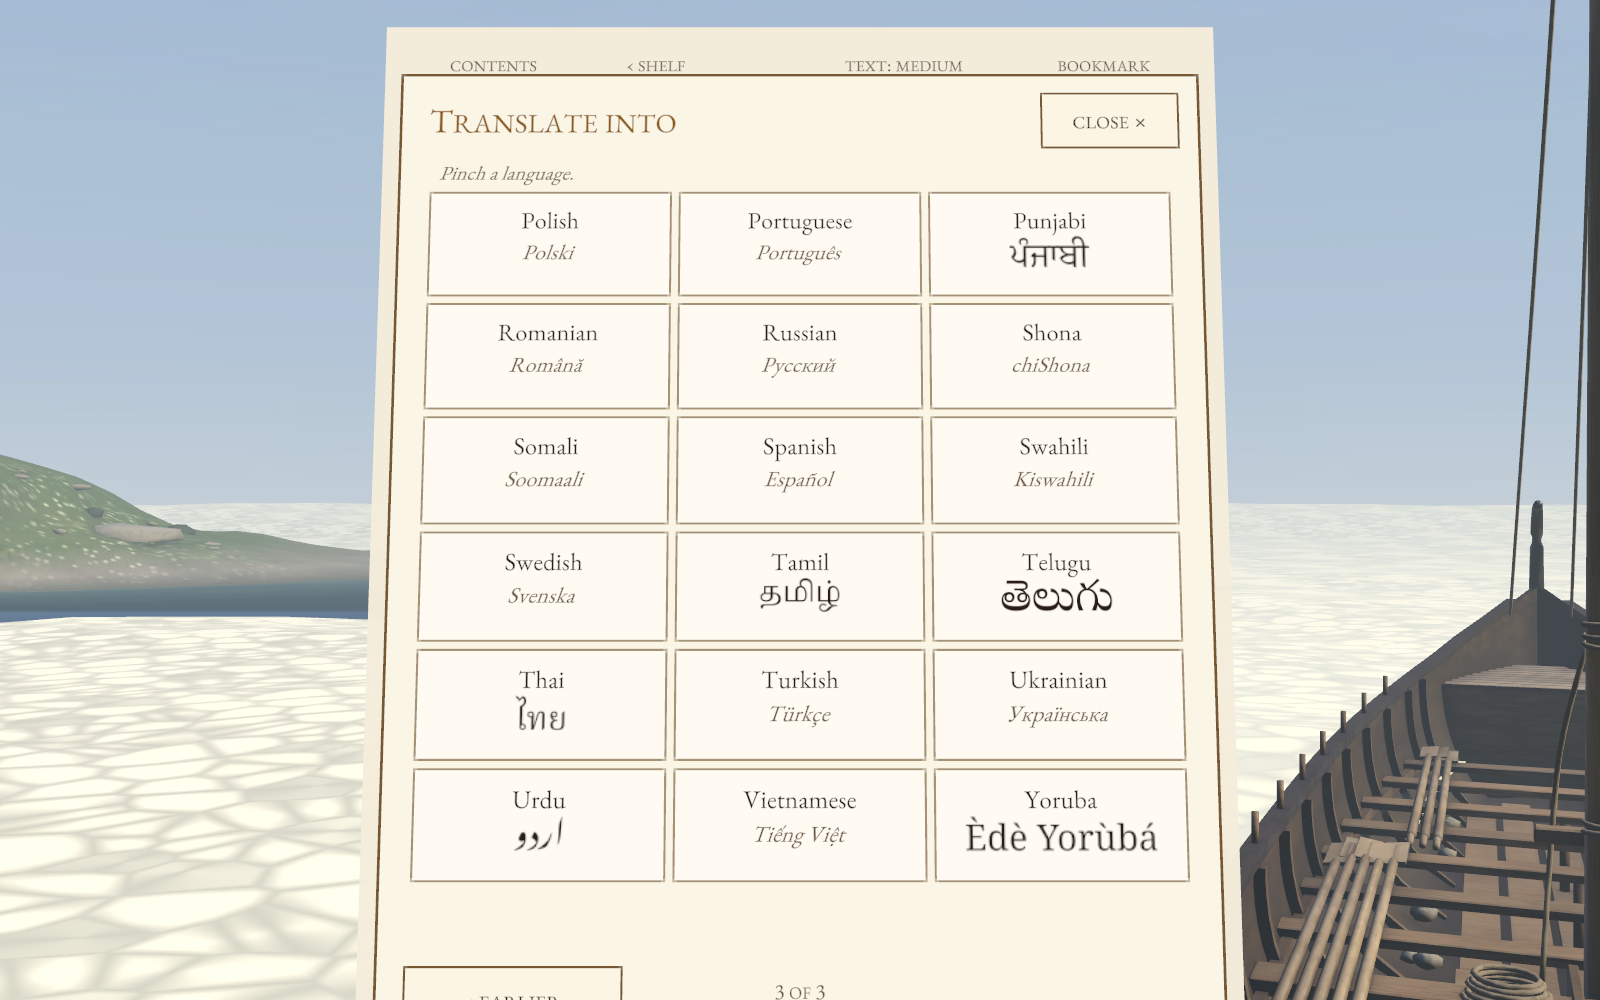 CONTENTS
< SHELF
TEXT: MEDIUM
BOOKMARK
TRANSLATE INTO
CLOSE ×
Pinch a language.
Polish
Polski
Portuguese
Português
Punjabi
ਪੰਜਾਬੀ
Romanian
Română
Russian
Русский
Shona
chiShona
Somali
Soomaali
Spanish
Español
Swahili
Kiswahili
Swedish
Svenska
Tamil
தமிழ்
Telugu
తెలుగు
Thai
ไทย
Turkish
Türkçe
Ukrainian
Українська
Urdu
اردو
Vietnamese
Tiếng Việt
Yoruba
Èdè Yorùbá
EARLIER
3 OF 3